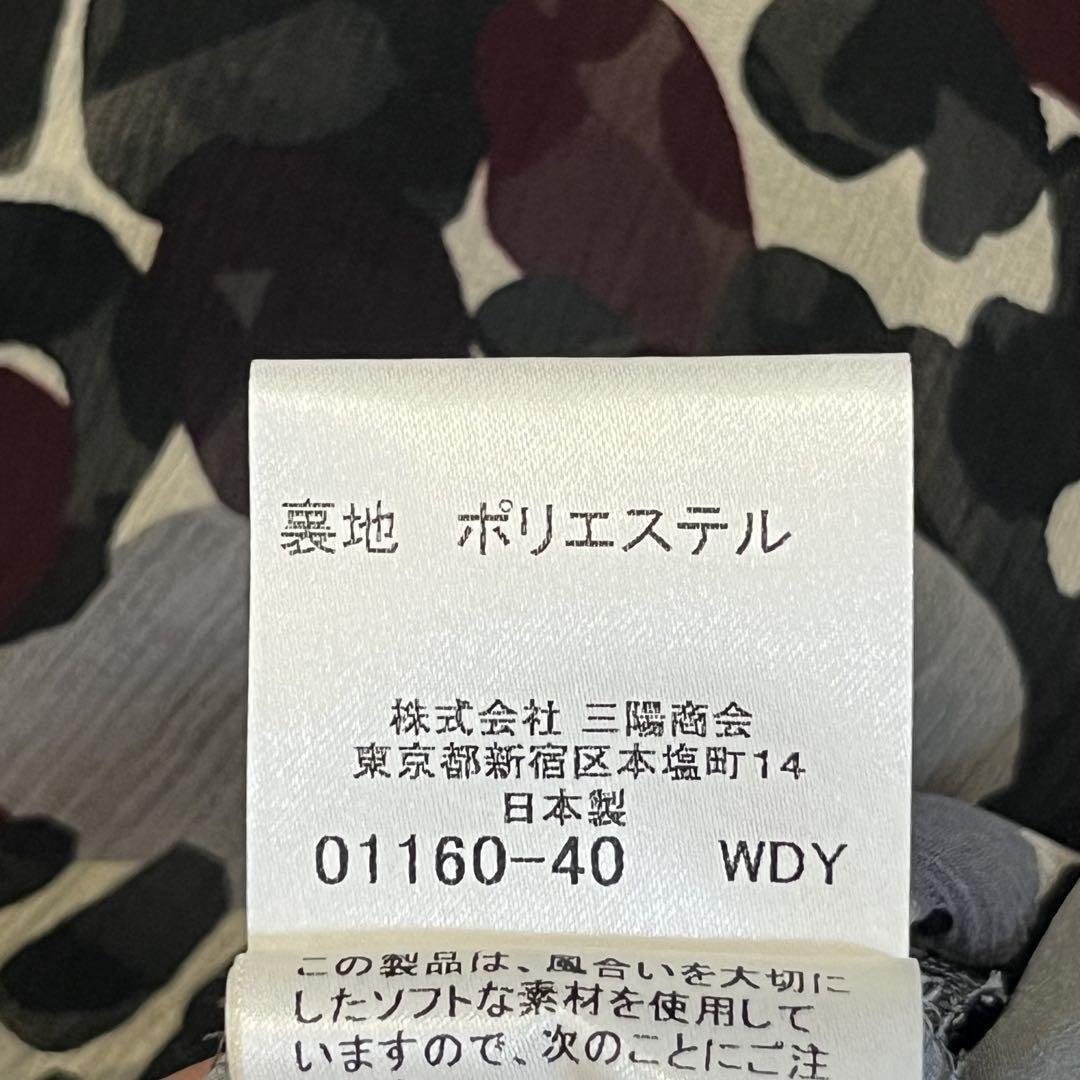 裏地　ポリエステル
株式会社 三陽商会
東京都新宿区本塩町14
日本製
01160-40　WDY
この製品は、風合いを大切に
したソフトな素材を使用して
いますので、次のことにご注